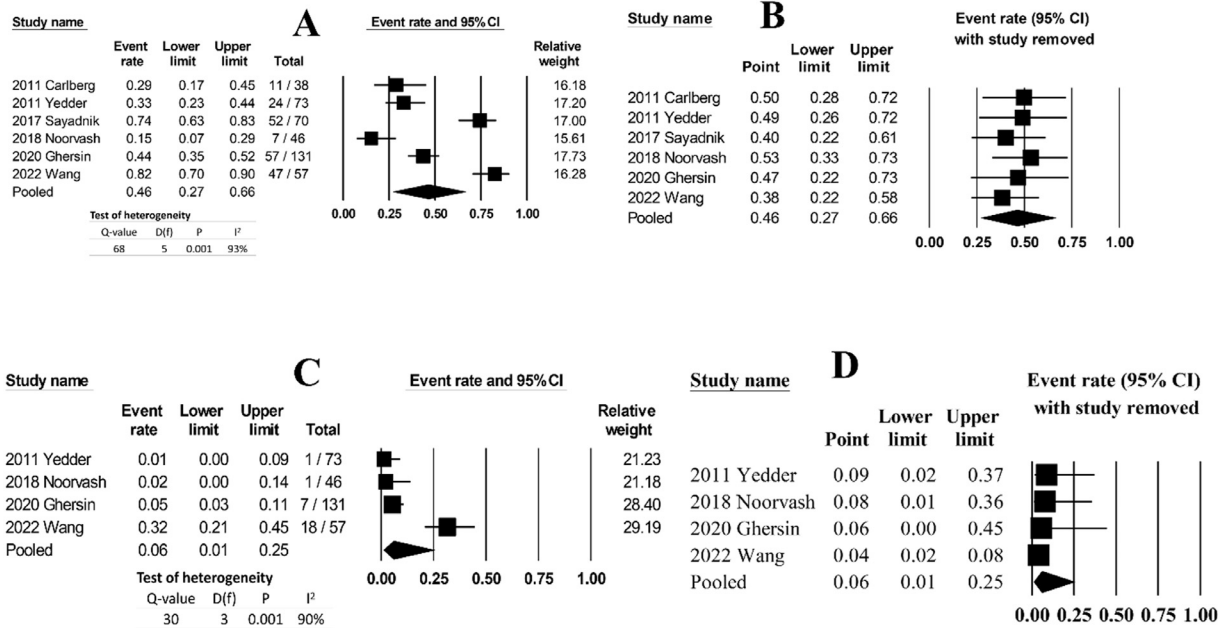 A
Study name
Event rate and 95% CI
Event rate Lower limit Upper limit Total Relative weight
2011 Carlberg 0.29 0.17 0.45 11 / 38 16.18
2011 Yedder 0.33 0.23 0.44 24 / 73 17.20
2017 Sayadnik 0.74 0.63 0.83 52 / 70 17.00
2018 Noorvash 0.15 0.07 0.29 7 / 46 15.61
2020 Ghersin 0.44 0.35 0.52 57 / 131 17.73
2022 Wang 0.82 0.70 0.90 47 / 57 16.28
Pooled 0.46 0.27 0.66
0.00 0.25 0.50 0.75 1.00
Test of heterogeneity
Q-value D(f) P I²
68 5 0.001 93%
B
Study name
Event rate (95% CI)
with study removed
Point Lower limit Upper limit
2011 Carlberg 0.50 0.28 0.72
2011 Yedder 0.49 0.26 0.72
2017 Sayadnik 0.40 0.22 0.61
2018 Noorvash 0.53 0.33 0.73
2020 Ghersin 0.47 0.22 0.73
2022 Wang 0.38 0.22 0.58
Pooled 0.46 0.27 0.66
0.00 0.25 0.50 0.75 1.00
C
Study name
Event rate and 95% CI
Event rate Lower limit Upper limit Total Relative weight
2011 Yedder 0.01 0.00 0.09 1 / 73 21.23
2018 Noorvash 0.02 0.00 0.14 1 / 46 21.18
2020 Ghersin 0.05 0.03 0.11 7 / 131 28.40
2022 Wang 0.32 0.21 0.45 18 / 57 29.19
Pooled 0.06 0.01 0.25
0.00 0.25 0.50 0.75 1.00
Test of heterogeneity
Q-value D(f) P I²
30 3 0.001 90%
D
Study name
Event rate (95% CI)
with study removed
Point Lower limit Upper limit
2011 Yedder 0.09 0.02 0.37
2018 Noorvash 0.08 0.01 0.36
2020 Ghersin 0.06 0.00 0.45
2022 Wang 0.04 0.02 0.08
Pooled 0.06 0.01 0.25
0.00 0.25 0.50 0.75 1.00